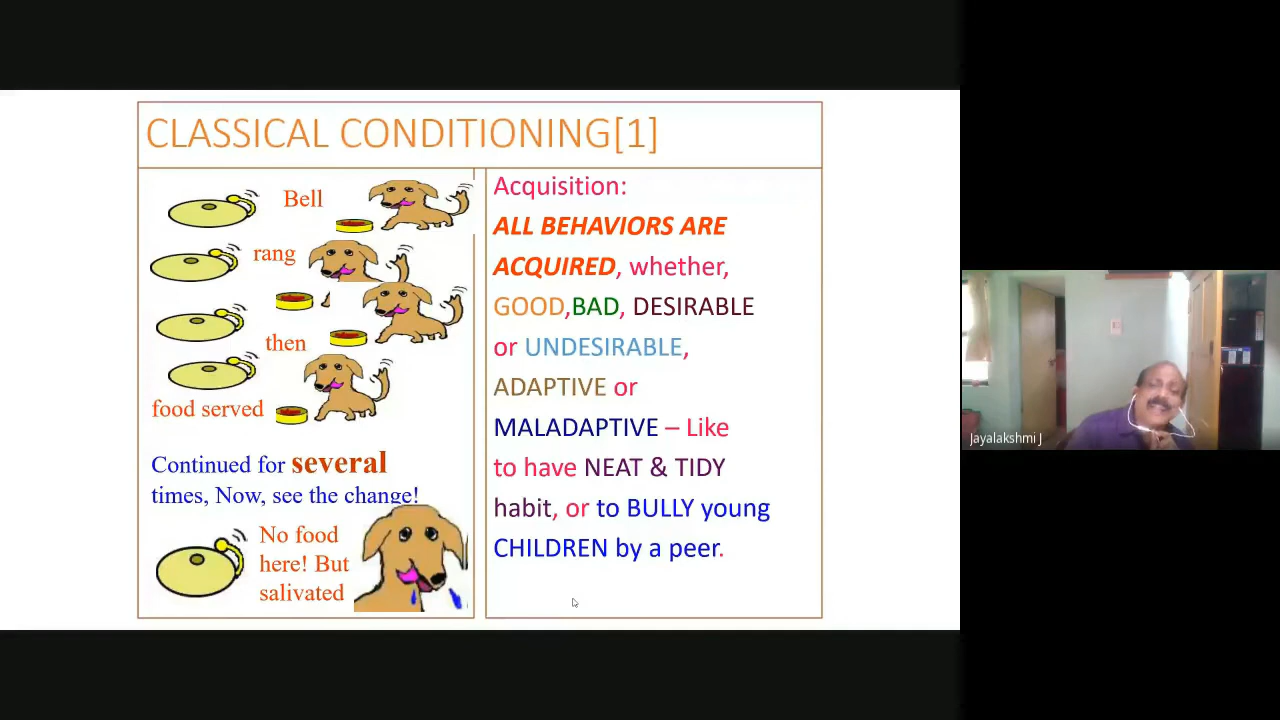 CLASSICAL CONDITIONING[1]
Bell
rang
then
food served
Continued for several
times, Now, see the change!
No food
here! But
salivated
Acquisition:
ALL BEHAVIORS ARE
ACQUIRED, whether,
GOOD,BAD, DESIRABLE
or UNDESIRABLE,
ADAPTIVE or
MALADAPTIVE – Like
to have NEAT & TIDY
habit, or to BULLY young
CHILDREN by a peer.
Jayalakshmi J